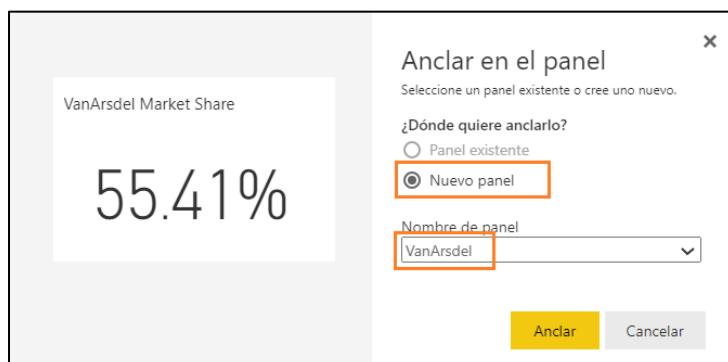 VanArsdel Market Share
55.41%
Anclar en el panel
Seleccione un panel existente o cree uno nuevo.
¿Dónde quiere anclarlo?
Panel existente
Nuevo panel
Nombre de panel
VanArsdel
Anclar
Cancelar